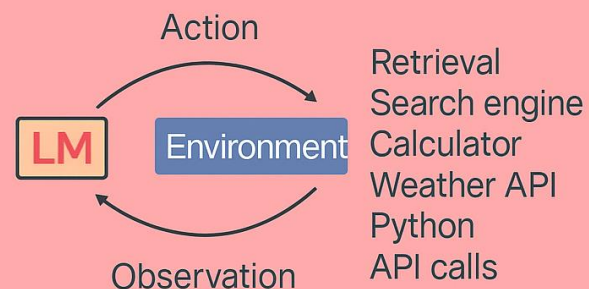 Action
LM
Environment
Observation
Retrieval
Search engine
Calculator
Weather API
Python
API calls